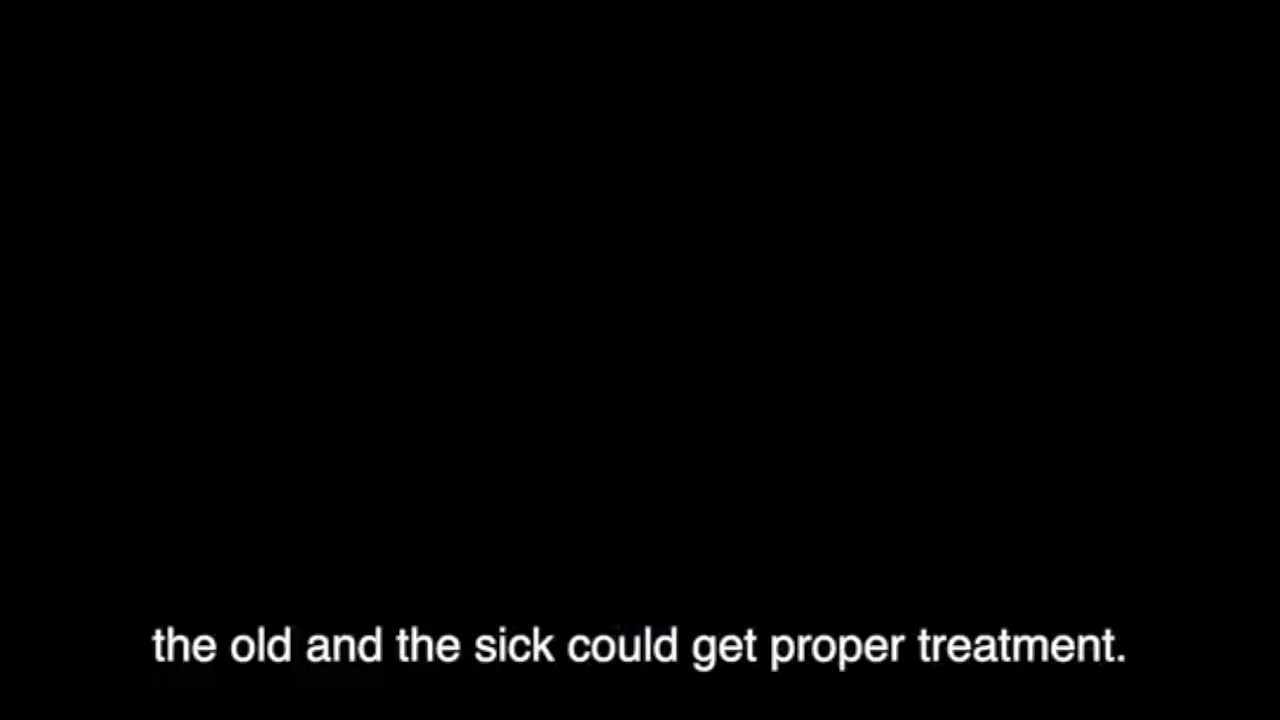 the old and the sick could get proper treatment.